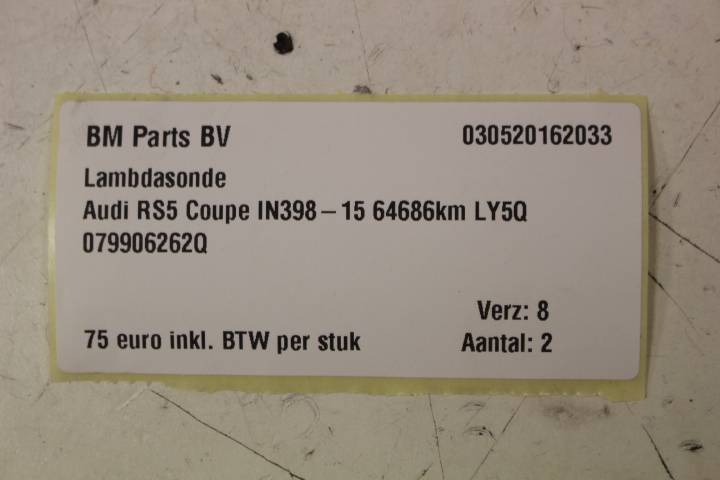 BM Parts BV 030520162033
Lambdasonde
Audi RS5 Coupe IN398-15 64686km LY5Q
079906262Q
Verz: 8
75 euro inkl. BTW per stuk Aantal: 2